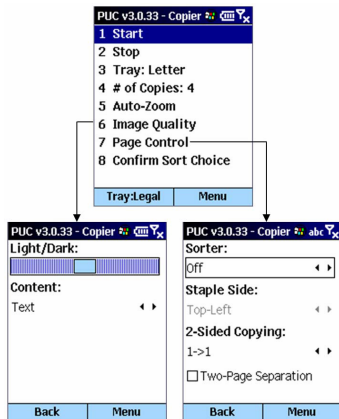 PUC v3.0.33 - Copier
1 Start
2 Stop
3 Tray: Letter
4 # of Copies: 4
5 Auto-Zoom
6 Image Quality
7 Page Control
8 Confirm Sort Choice
Tray:Legal Menu
PUC v3.0.33 - Copier
Light/Dark:
Content:
Text
Back Menu
PUC v3.0.33 - Copier abc
Sorter:
Off
Staple Side:
Top-Left
2-Sided Copying:
1->1
Two-Page Separation
Back Menu